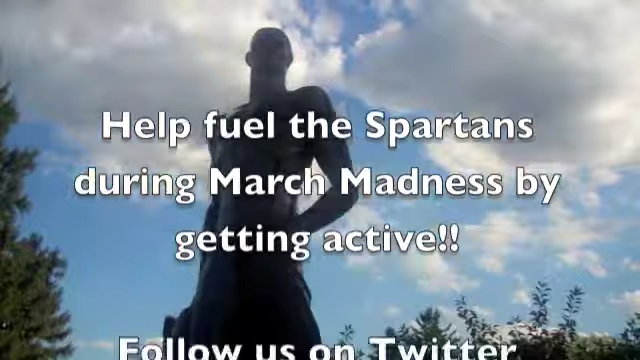 Help fuel the Spartans
during March Madness by
getting active!!
Follow us on Twitter